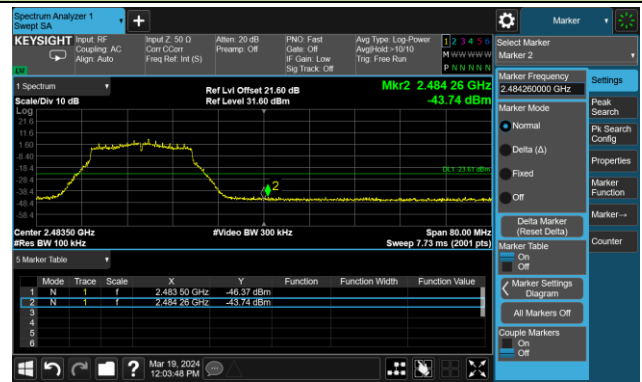 Spectrum Analyzer 1
Swept SA
+
Marker
KEYSIGHT
LW
Input: RF
Coupling: AC
Align: Auto
Input Z: 50 Ω
Corr CCorr
Freq Ref: Int (S)
Atten: 20 dB
Preamp: Off
PNO: Fast
Gate: Off
IF Gain: Low
Sig Track: Off
Avg Type: Log-Power
Avg|Hold:>10/10
Trig: Free Run
1 2 3 4 5 6
M W W W W W
P N N N N N
Select Marker
Marker 2
1 Spectrum
Scale/Div 10 dB
Log
Ref Lvl Offset 21.60 dB
Ref Level 31.60 dBm
Mkr2 2.484 26 GHz
-43.74 dBm
21.6
11.6
1.60
-8.40
-18.4
-28.4
-38.4
-48.4
-58.4
DL1 -23.61 dBm
2
Center 2.48350 GHz
#Res BW 100 kHz
#Video BW 300 kHz
Span 80.00 MHz
Sweep 7.73 ms (2001 pts)
5 Marker Table
Mode Trace Scale X Y Function Function Width Function Value
1 N 1 f 2.483 50 GHz -46.37 dBm
2 N 1 f 2.484 26 GHz -43.74 dBm
3
4
5
6
Marker Frequency
2.484260000 GHz
Marker Mode
Normal
Delta (Δ)
Fixed
Off
Delta Marker
(Reset Delta)
Marker Table
On
Off
Marker Settings
Diagram
All Markers Off
Couple Markers
On
Off
Settings
Peak
Search
Pk Search
Config
Properties
Marker
Function
Marker→
Counter
?
Mar 19, 2024
12:03:48 PM